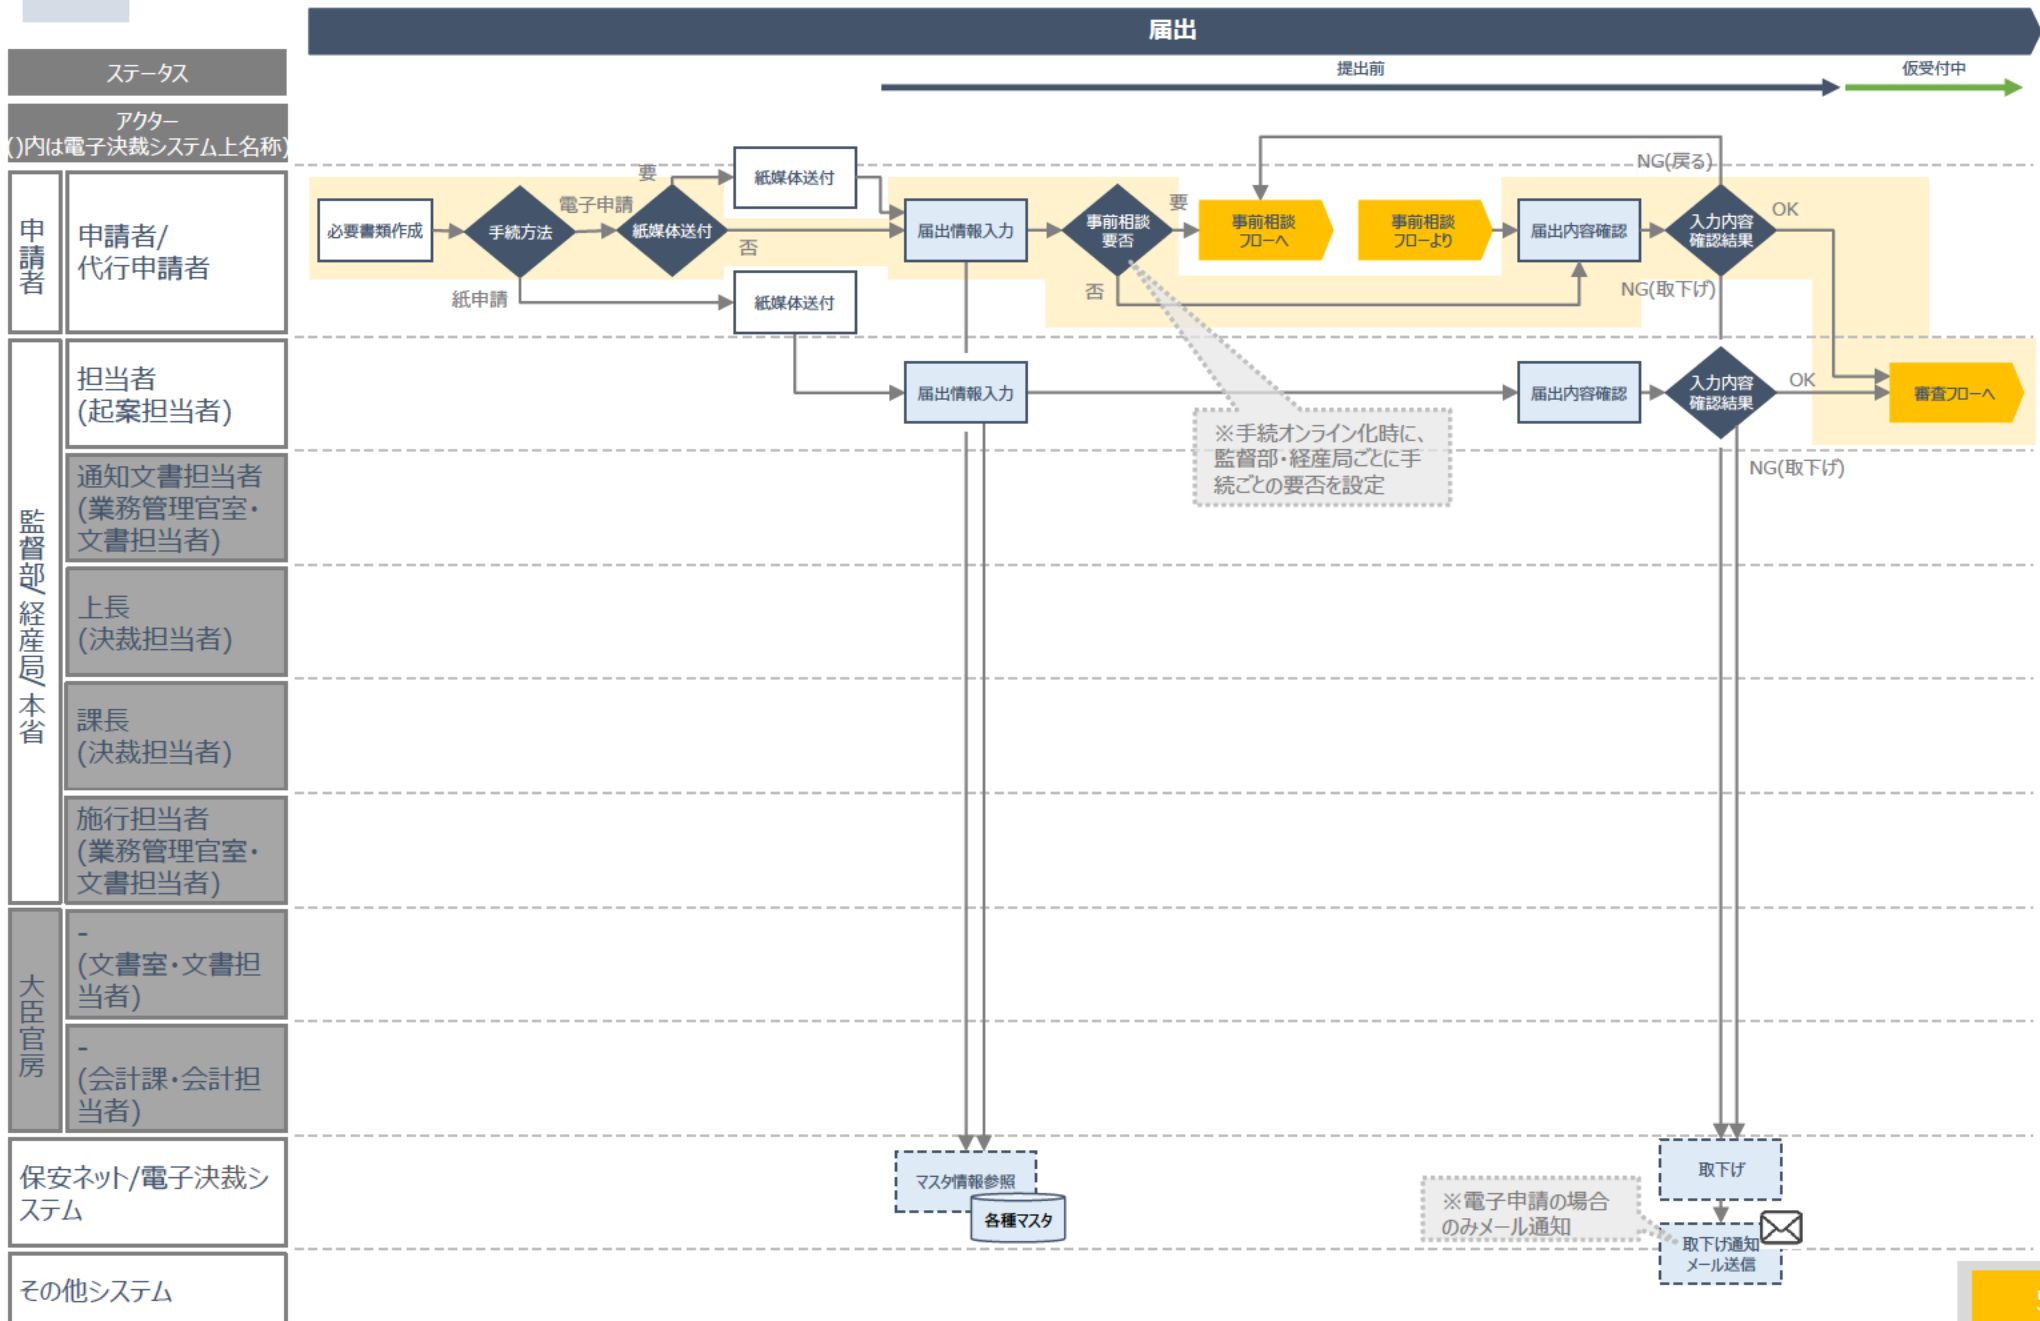 届出
ステータス
提出前
仮受付中
アクター
()内は電子決裁システム上名称)
申請者
申請者/
代行申請者
必要書類作成
手続方法
電子申請
紙申請
要
紙媒体送付
否
紙媒体送付
紙媒体送付
届出情報入力
事前相談
要否
要
否
事前相談
フローへ
事前相談
フローより
届出内容確認
NG(戻る)
入力内容
確認結果
OK
NG(取下げ)
監督部/経産局/本省
担当者
(起案担当者)
届出情報入力
届出内容確認
入力内容
確認結果
OK
審査フローへ
NG(取下げ)
※手続オンライン化時に、
監督部・経産局ごとに手
続ごとの要否を設定
通知文書担当者
(業務管理官室・
文書担当者)
上長
(決裁担当者)
課長
(決裁担当者)
施行担当者
(業務管理官室・
文書担当者)
大臣官房
-
(文書室・文書担
当者)
-
(会計課・会計担
当者)
保安ネット/電子決裁シ
ステム
マスタ情報参照
各種マスタ
※電子申請の場合
のみメール通知
取下げ
取下げ通知
メール送信
その他システム